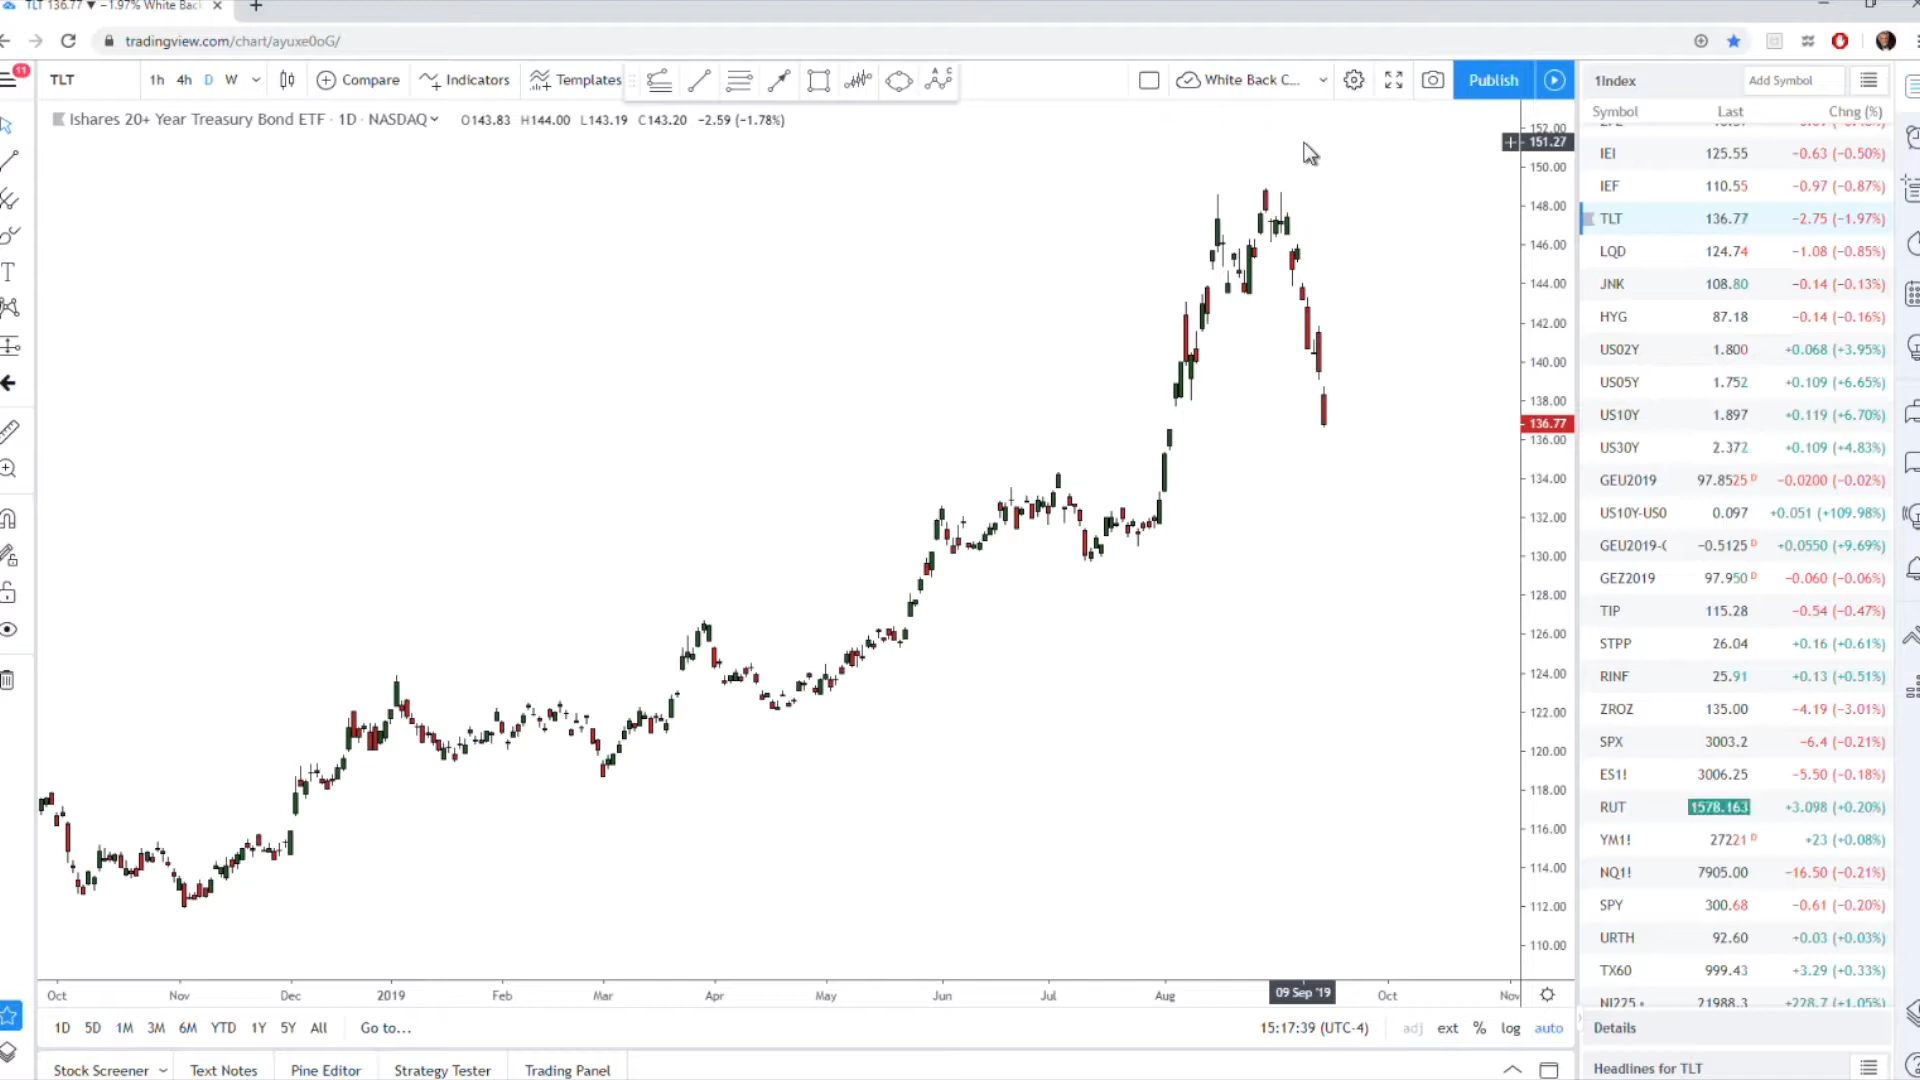 TLT 136.77 ▼ −1.97% White Back
tradingview.com/chart/ayuxe0oG/
11
TLT
1h 4h D W
Compare
Indicators
Templates
White Back C...
Publish
Ishares 20+ Year Treasury Bond ETF · 1D · NASDAQ
O143.83 H144.00 L143.19 C143.20 −2.59 (−1.78%)
152.00
151.27
150.00
148.00
146.00
144.00
142.00
140.00
138.00
136.77
136.00
134.00
132.00
130.00
128.00
126.00
124.00
122.00
120.00
118.00
116.00
114.00
112.00
110.00
Oct Nov Dec 2019 Feb Mar Apr May Jun Jul Aug 09 Sep '19 Oct Nov
1D 5D 1M 3M 6M YTD 1Y 5Y All Go to...
15:17:39 (UTC-4) adj ext % log auto
Stock Screener Text Notes Pine Editor Strategy Tester Trading Panel
1Index Add Symbol
Symbol Last Chng (%)
IEI 125.55 −0.63 (−0.50%)
IEF 110.55 −0.97 (−0.87%)
TLT 136.77 −2.75 (−1.97%)
LQD 124.74 −1.08 (−0.85%)
JNK 108.80 −0.14 (−0.13%)
HYG 87.18 −0.14 (−0.16%)
US02Y 1.800 +0.068 (+3.95%)
US05Y 1.752 +0.109 (+6.65%)
US10Y 1.897 +0.119 (+6.70%)
US30Y 2.372 +0.109 (+4.83%)
GEU2019 97.8525 D −0.0200 (−0.02%)
US10Y-US0 0.097 +0.051 (+109.98%)
GEU2019-( −0.5125 D +0.0550 (+9.69%)
GEZ2019 97.950 D −0.060 (−0.06%)
TIP 115.28 −0.54 (−0.47%)
STPP 26.04 +0.16 (+0.61%)
RINF 25.91 +0.13 (+0.51%)
ZROZ 135.00 −4.19 (−3.01%)
SPX 3003.2 −6.4 (−0.21%)
ES1! 3006.25 −5.50 (−0.18%)
RUT 1578.163 +3.098 (+0.20%)
YM1! 27221 D +23 (+0.08%)
NQ1! 7905.00 −16.50 (−0.21%)
SPY 300.68 −0.61 (−0.20%)
URTH 92.60 +0.03 (+0.03%)
TX60 999.43 +3.29 (+0.33%)
NI225 21988.3 +228.7 (+1.05%)
Details
Headlines for TLT